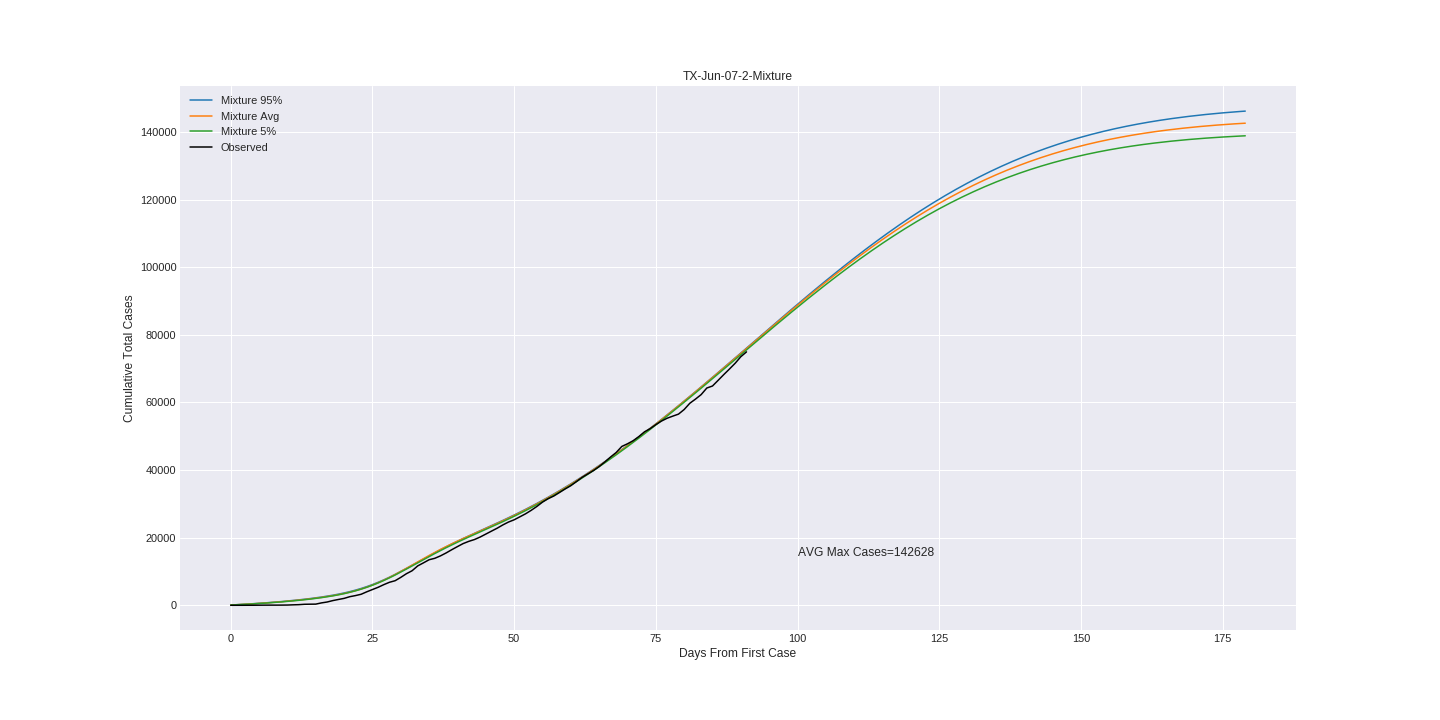 TX-Jun-07-2-Mixture
Mixture 95%
Mixture Avg
Mixture 5%
Observed
140000
120000
100000
80000
60000
40000
20000
0
Cumulative Total Cases
AVG Max Cases=142628
0 25 50 75 100 125 150 175
Days From First Case